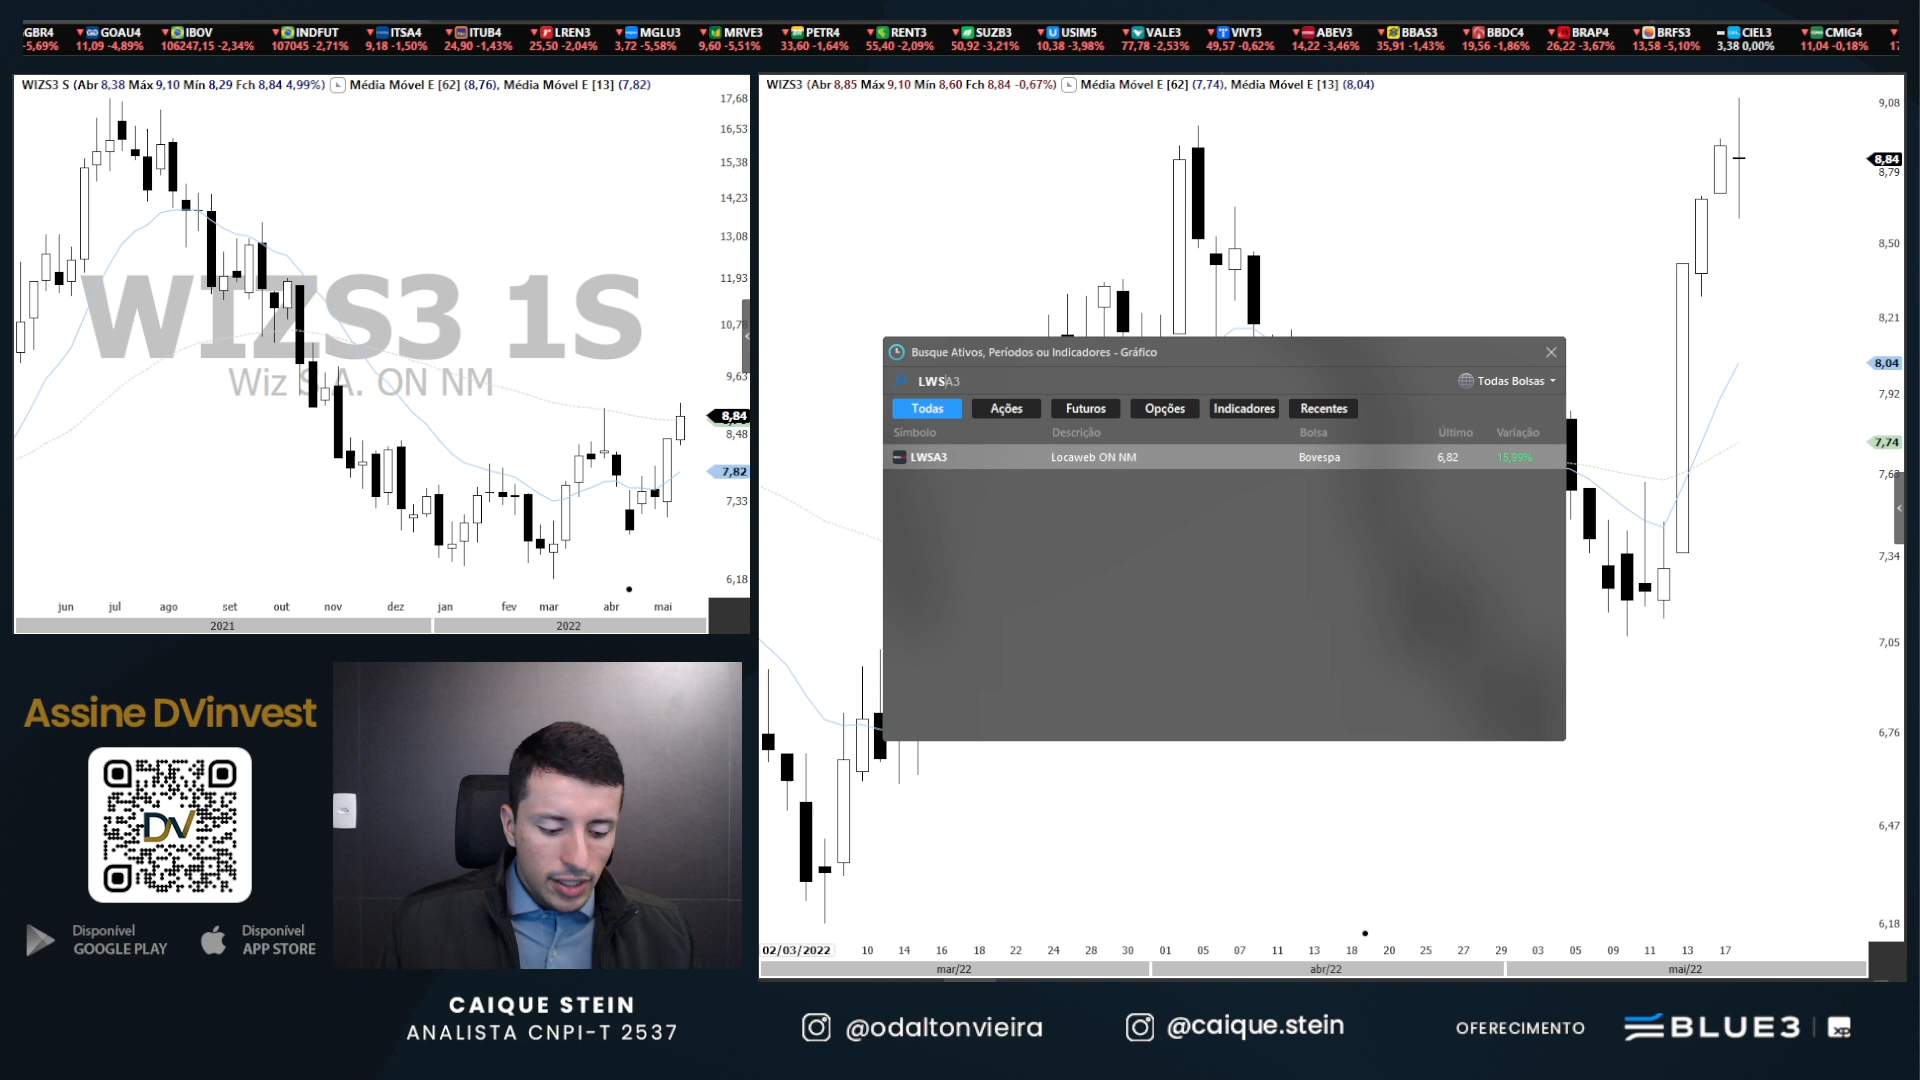 GBR4 GOAU4 IBOV INDFUT ITSA4 ITUB4 LREN3 MGLU3 MRVE3 PETR4 RENT3 SUZB3 USIM5 VALE3 VIVT3 ABEV3 BBAS3 BBDC4 BRAP4 BRFS3 CIEL3 CMIG4
-5,69% 11,09 -4,89% 106247,15 -2,34% 107045 -2,71% 9,18 -1,50% 24,90 -1,43% 25,50 -2,04% 3,72 -5,58% 9,60 -5,51% 33,60 -1,64% 55,40 -2,09% 50,92 -3,21% 10,38 -3,98% 77,78 -2,53% 49,57 -0,62% 14,22 -3,46% 35,91 -1,43% 19,56 -1,86% 26,22 -3,67% 13,58 -5,10% 3,38 0,00% 11,04 -0,18%
WIZS3 S (Abr 8,38 Máx 9,10 Mín 8,29 Fch 8,84 4,99%) Média Móvel E [62] (8,76), Média Móvel E [13] (7,82)
17,68
16,53
15,38
14,23
13,08
11,93
10,78
9,63
8,84
8,48
7,82
7,33
6,18
WIZS3 1S
Wiz S.A. ON NM
jun jul ago set out nov dez jan fev mar abr mai
2021 2022
WIZS3 (Abr 8,85 Máx 9,10 Mín 8,60 Fch 8,84 -0,67%) Média Móvel E [62] (7,74), Média Móvel E [13] (8,04)
9,08
8,84
8,79
8,50
8,21
8,04
7,92
7,74
7,63
7,34
7,05
6,76
6,47
6,18
Busque Ativos, Períodos ou Indicadores - Gráfico
LWSA3 Todas Bolsas
Todas Ações Futuros Opções Indicadores Recentes
Símbolo Descrição Bolsa Último Variação
LWSA3 Locaweb ON NM Bovespa 6,82 15,99%
02/03/2022 10 14 16 18 22 24 28 30 01 05 07 11 13 18 20 25 27 29 03 05 09 11 13 17
mar/22 abr/22 mai/22
Assine DVinvest
DV
Disponível
GOOGLE PLAY
Disponível
APP STORE
CAIQUE STEIN
ANALISTA CNPI-T 2537
@odaltonvieira
@caique.stein
OFERECIMENTO
BLUE3
xp